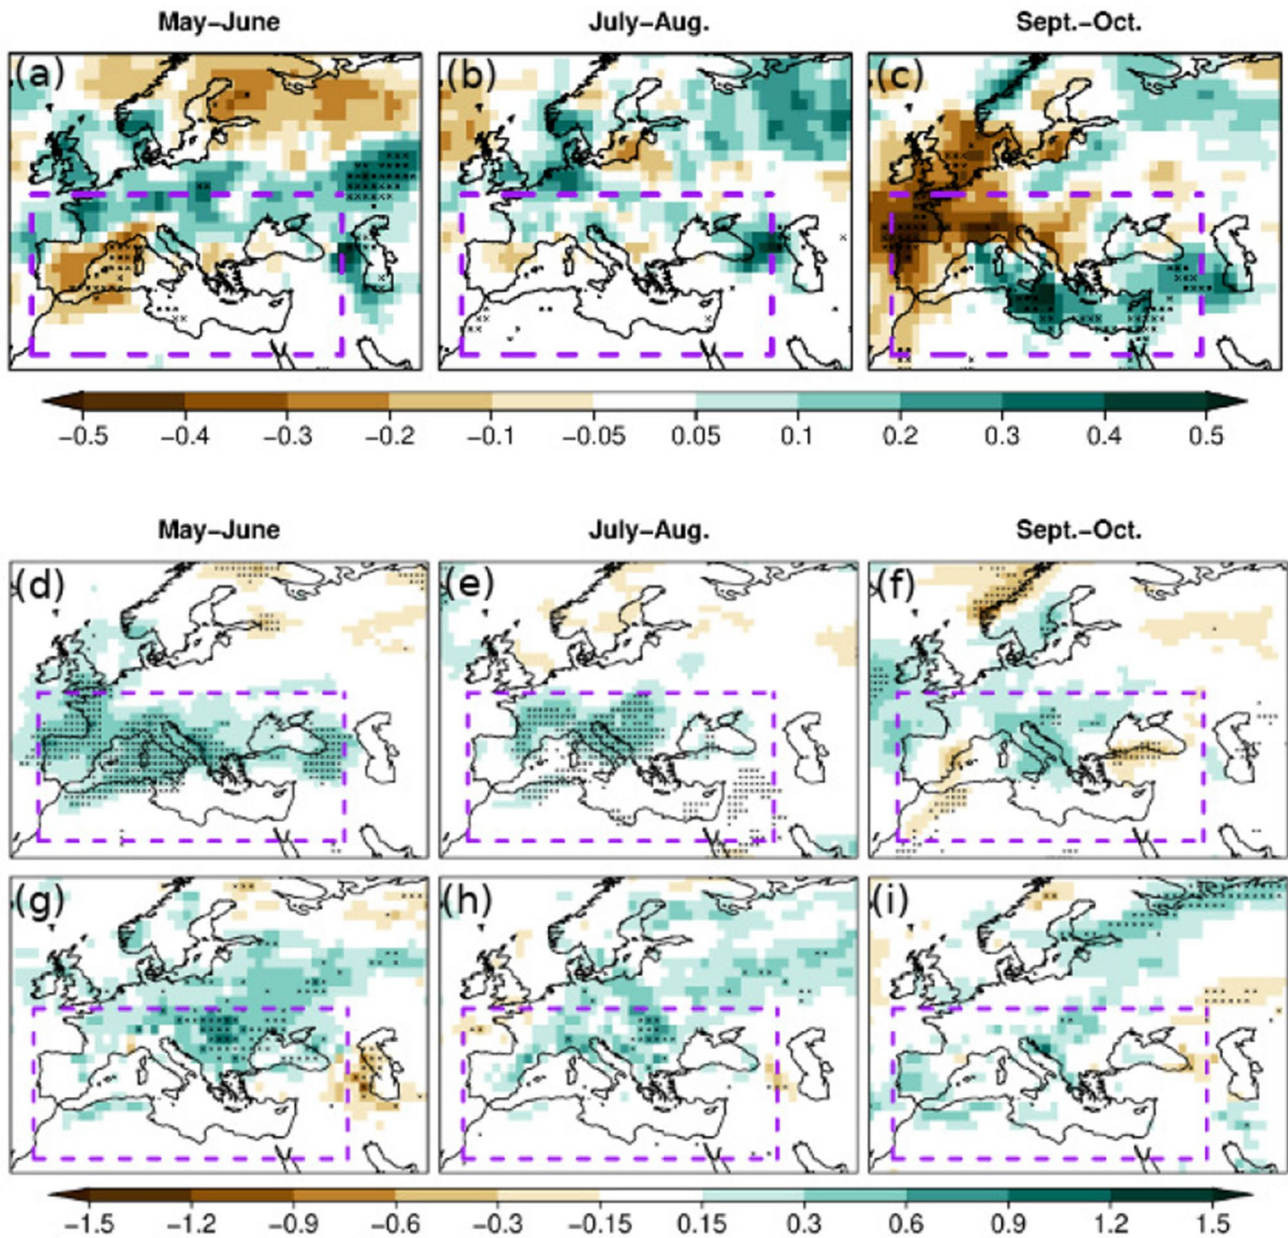 May–June July–Aug. Sept.–Oct.
(a) (b) (c)
−0.5 −0.4 −0.3 −0.2 −0.1 −0.05 0.05 0.1 0.2 0.3 0.4 0.5
May–June July–Aug. Sept.–Oct.
(d) (e) (f)
(g) (h) (i)
−1.5 −1.2 −0.9 −0.6 −0.3 −0.15 0.15 0.3 0.6 0.9 1.2 1.5